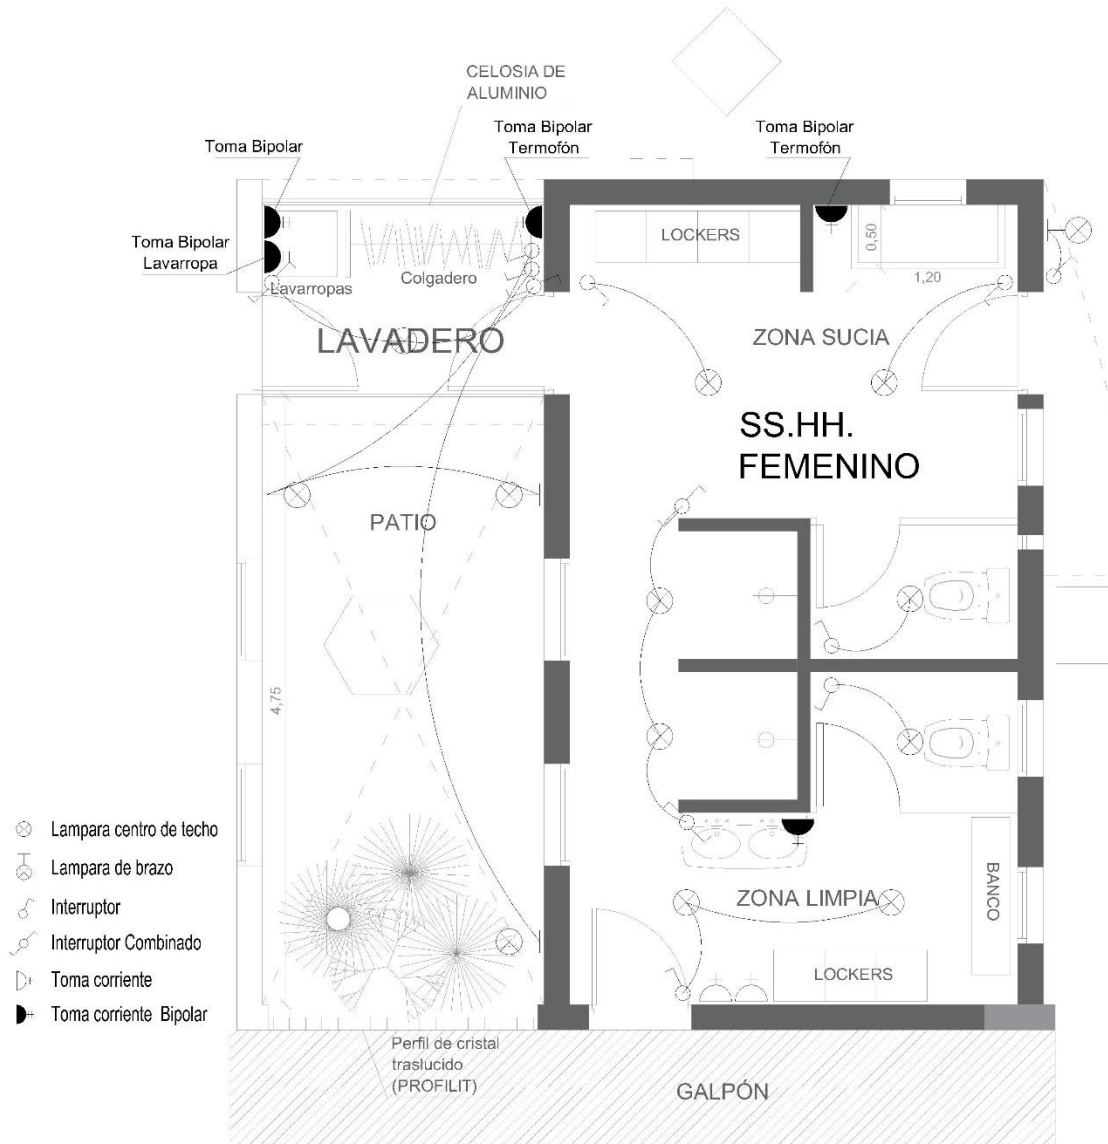 CELOSIA DE
ALUMINIO
Toma Bipolar
Toma Bipolar
Termofón
Toma Bipolar
Termofón
Toma Bipolar
Lavarropa
LOCKERS
0,50
1,20
Lavarropas
Colgadero
LAVADERO
ZONA SUCIA
SS.HH.
FEMENINO
PATIO
4,75
Lampara centro de techo
Lampara de brazo
Interruptor
Interruptor Combinado
Toma corriente
Toma corriente Bipolar
ZONA LIMPIA
BANCO
LOCKERS
Perfil de cristal
traslucido
(PROFILIT)
GALPÓN